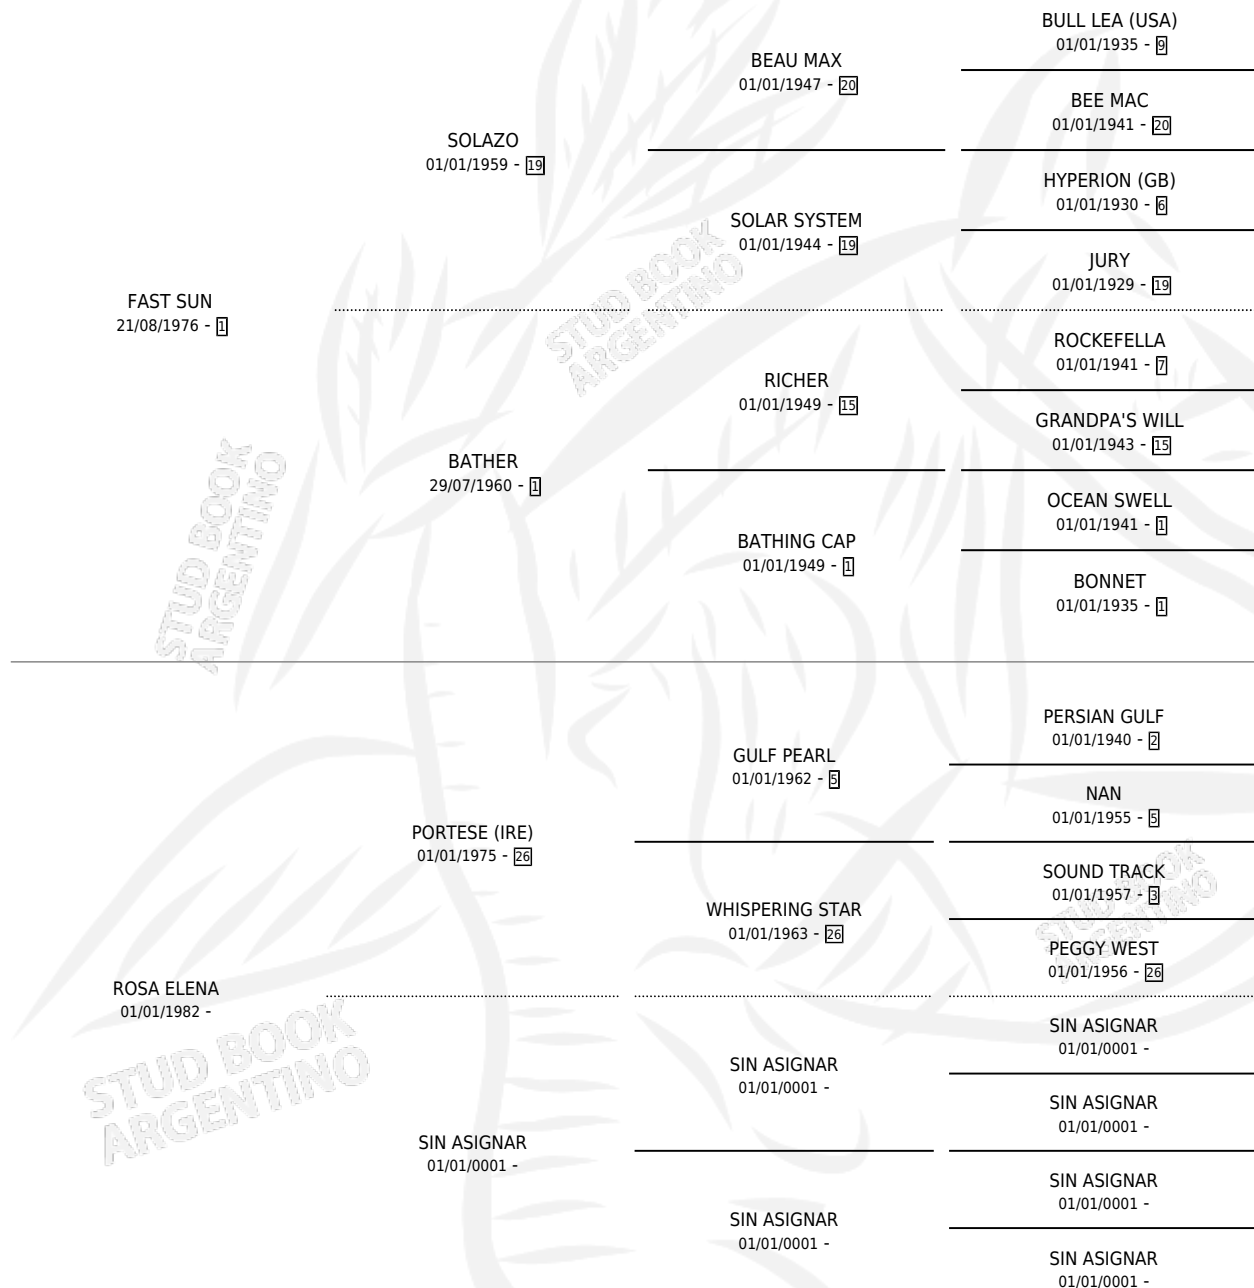 BULL LEA (USA)
01/01/1935 - 9
BEAU MAX
01/01/1947 - 20
BEE MAC
01/01/1941 - 20
SOLAZO
01/01/1959 - 19
HYPERION (GB)
01/01/1930 - 6
SOLAR SYSTEM
01/01/1944 - 19
JURY
01/01/1929 - 19
FAST SUN
21/08/1976 - 1
ROCKEFELLA
01/01/1941 - 7
RICHER
01/01/1949 - 15
GRANDPA'S WILL
01/01/1943 - 15
BATHER
29/07/1960 - 1
OCEAN SWELL
01/01/1941 - 1
BATHING CAP
01/01/1949 - 1
BONNET
01/01/1935 - 1
PERSIAN GULF
01/01/1940 - 2
GULF PEARL
01/01/1962 - 5
NAN
01/01/1955 - 5
PORTESE (IRE)
01/01/1975 - 26
SOUND TRACK
01/01/1957 - 3
WHISPERING STAR
01/01/1963 - 26
PEGGY WEST
01/01/1956 - 26
ROSA ELENA
01/01/1982 -
SIN ASIGNAR
01/01/0001 -
SIN ASIGNAR
01/01/0001 -
SIN ASIGNAR
01/01/0001 -
SIN ASIGNAR
01/01/0001 -
SIN ASIGNAR
01/01/0001 -
SIN ASIGNAR
01/01/0001 -
SIN ASIGNAR
01/01/0001 -
STUD BOOK
ARGENTINO
STUD BOOK
ARGENTINO
STUD BOOK
ARGENTINO
STUD BOOK
ARGENTINO